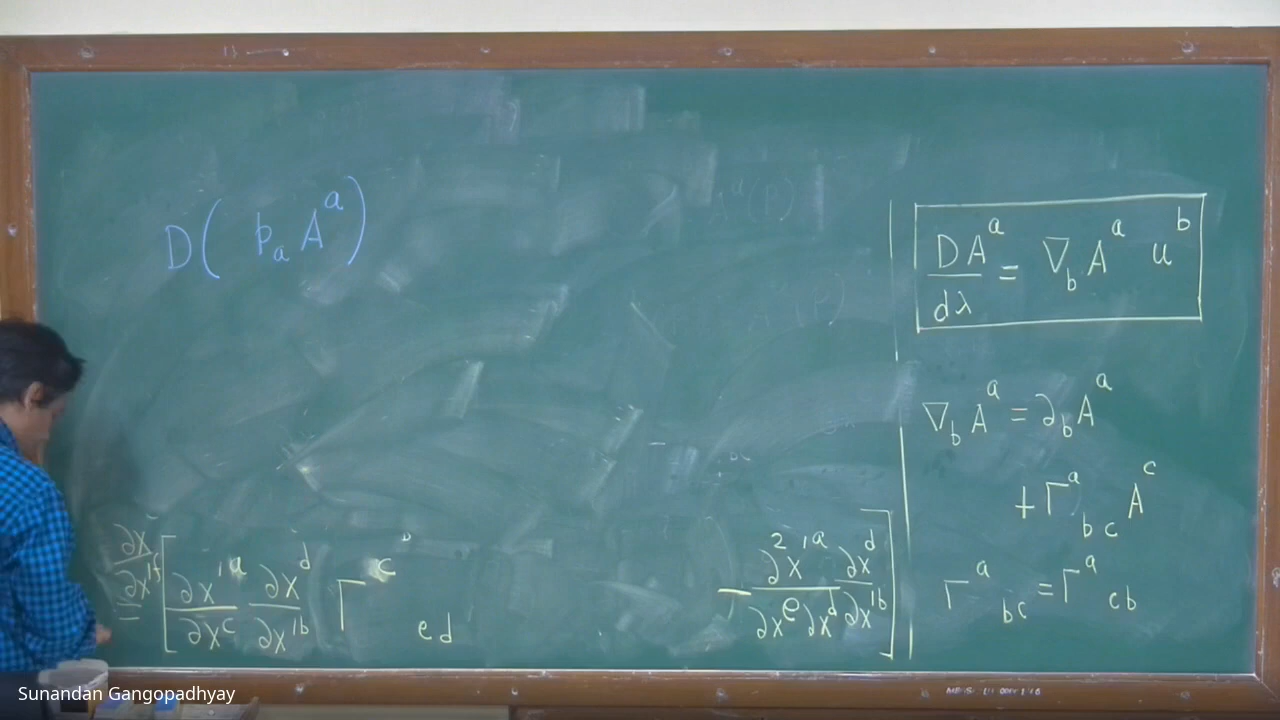 D( p_a A^a )
DA^a/dλ = ∇_b A^a u^b
∇_b A^a = ∂_b A^a
+ Γ^a_bc A^c
Γ^a_bc = Γ^a_cb
= ∂x/∂x'^f [ ∂x'^a/∂x^c ∂x^d/∂x'^b Γ^c_ed − ∂²x'^a/∂x^e∂x^d ∂x^d/∂x'^b ]
Sunandan Gangopadhyay